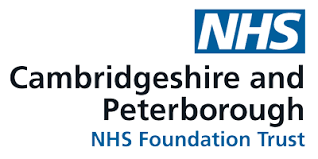 NHS
Cambridgeshire and
Peterborough
NHS Foundation Trust